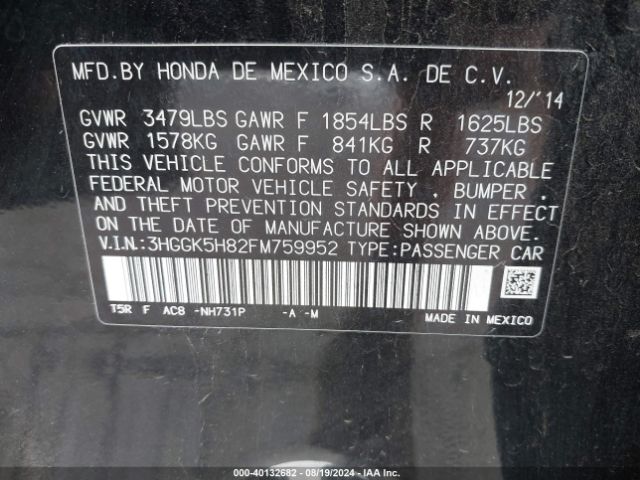 MFD.BY HONDA DE MEXICO S.A. DE C.V.
12/'14
GVWR 3479LBS GAWR F 1854LBS R 1625LBS
GVWR 1578KG GAWR F 841KG R 737KG
THIS VEHICLE CONFORMS TO ALL APPLICABLE
FEDERAL MOTOR VEHICLE SAFETY , BUMPER ,
AND THEFT PREVENTION STANDARDS IN EFFECT
ON THE DATE OF MANUFACTURE SHOWN ABOVE.
V.I.N.:3HGGK5H82FM759952 TYPE:PASSENGER CAR
T5R F AC8 -NH731P -A -M MADE IN MEXICO
000-40132682 - 08/19/2024 - IAA Inc.